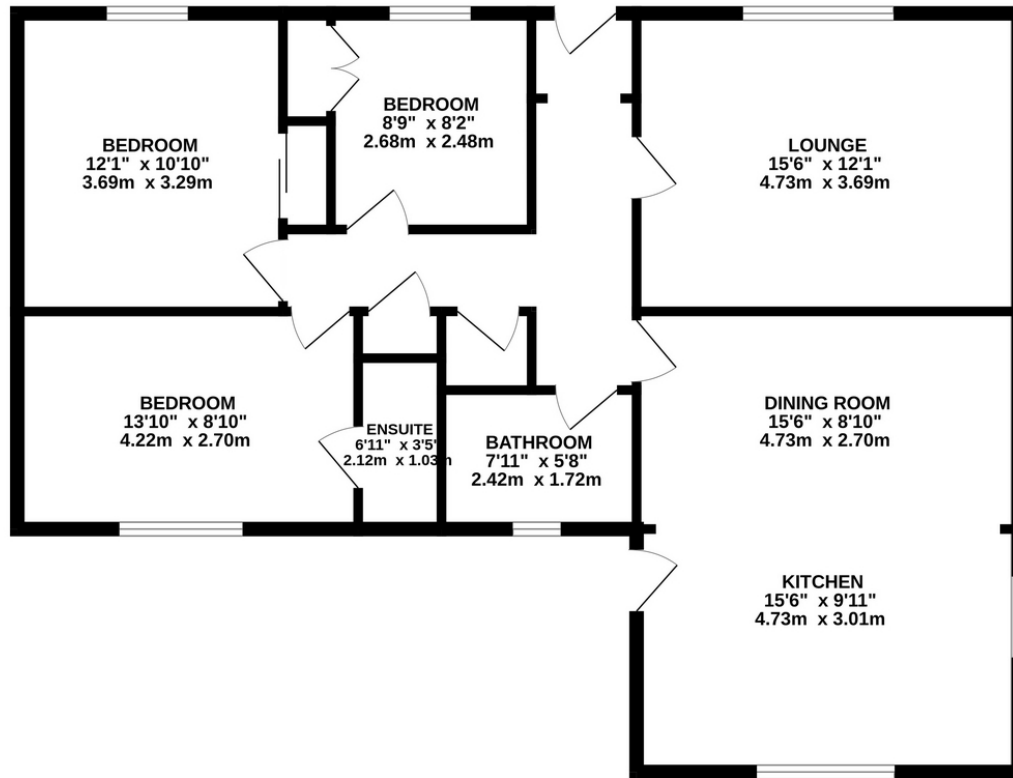 BEDROOM
12'1" x 10'10"
3.69m x 3.29m
BEDROOM
8'9" x 8'2"
2.68m x 2.48m
LOUNGE
15'6" x 12'1"
4.73m x 3.69m
BEDROOM
13'10" x 8'10"
4.22m x 2.70m
ENSUITE
6'11" x 3'5"
2.12m x 1.03m
BATHROOM
7'11" x 5'8"
2.42m x 1.72m
DINING ROOM
15'6" x 8'10"
4.73m x 2.70m
KITCHEN
15'6" x 9'11"
4.73m x 3.01m